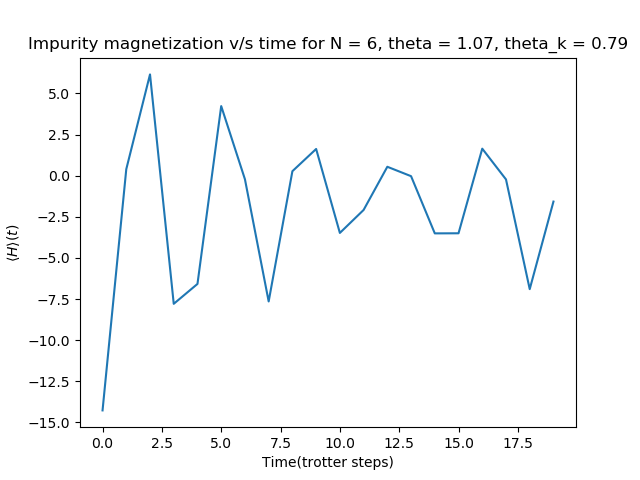 Impurity magnetization v/s time for N = 6, theta = 1.07, theta_k = 0.79
5.0
2.5
0.0
−2.5
−5.0
−7.5
−10.0
−12.5
−15.0
⟨H⟩(t)
0.0 2.5 5.0 7.5 10.0 12.5 15.0 17.5
Time(trotter steps)